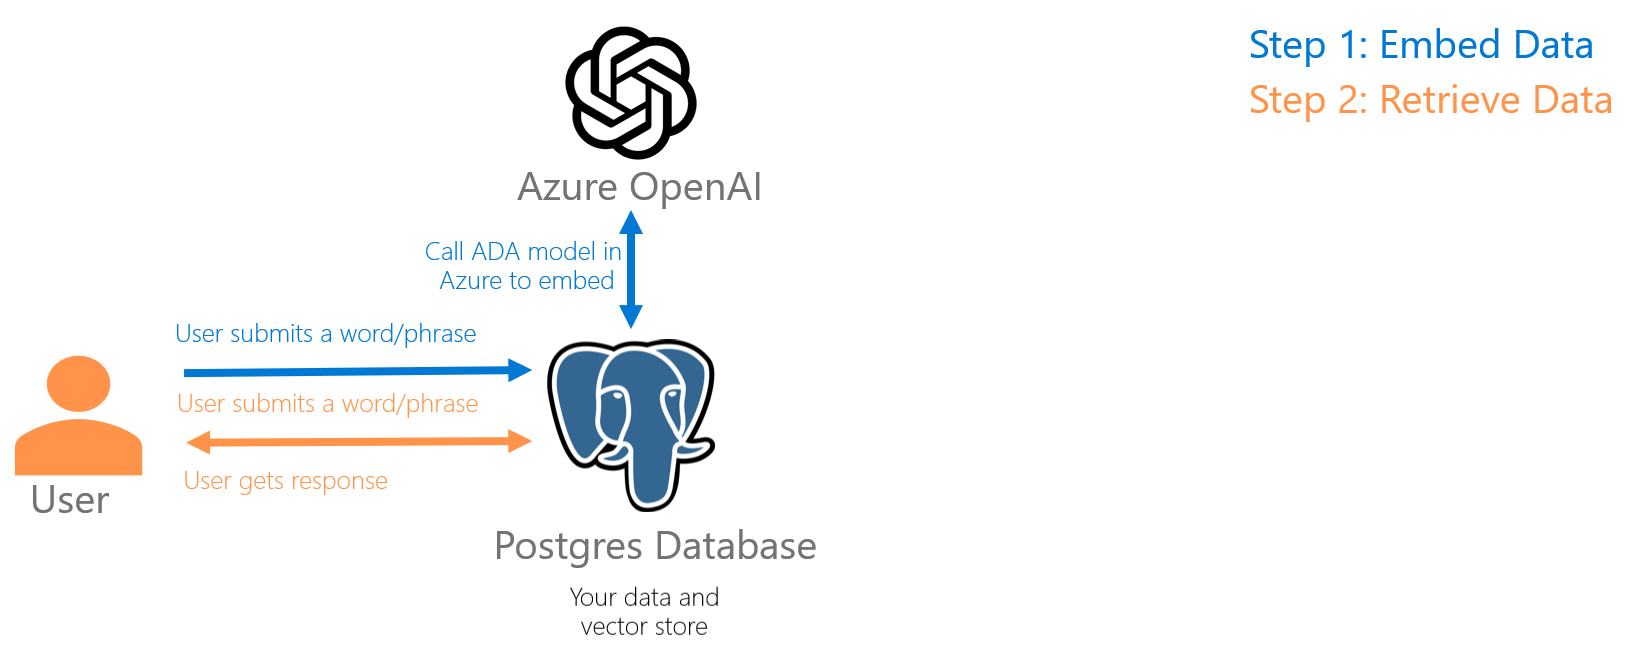 Step 1: Embed Data
Step 2: Retrieve Data
Azure OpenAI
Call ADA model in
Azure to embed
User submits a word/phrase
User submits a word/phrase
User gets response
User
Postgres Database
Your data and
vector store